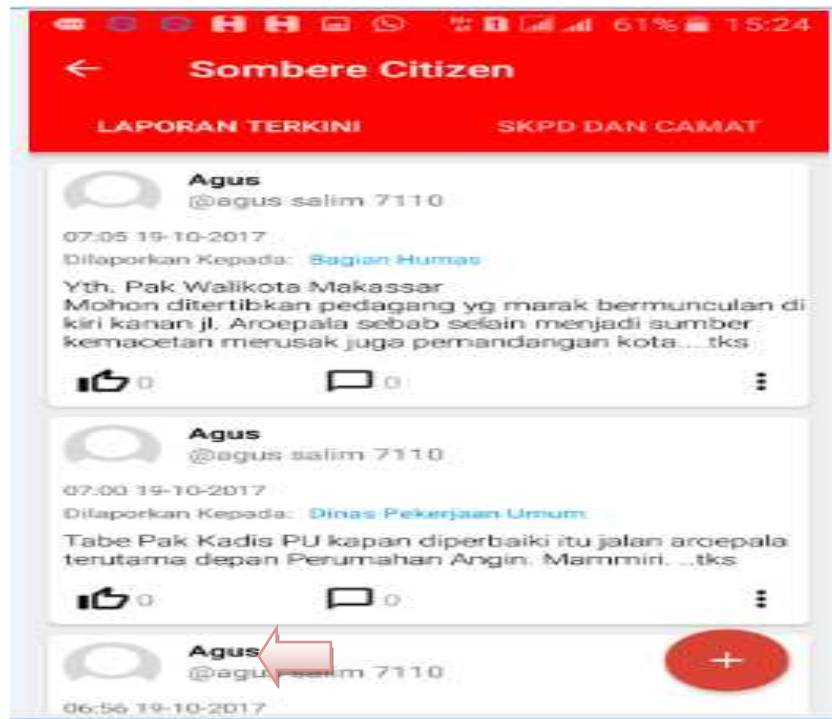 61% 15:24
Sombere Citizen
LAPORAN TERKINI SKPD DAN CAMAT
Agus
@agus salim 7110
07:05 19-10-2017
Dilaporkan Kepada: Bagian Humas
Yth. Pak Walikota Makassar
Mohon ditertibkan pedagang yg marak bermunculan di
kiri kanan jl. Aroepala sebab selain menjadi sumber
kemacetan merusak juga pemandangan kota....tks
0 0
Agus
@agus salim 7110
07:00 19-10-2017
Dilaporkan Kepada: Dinas Pekerjaan Umum
Tabe Pak Kadis PU kapan diperbaiki itu jalan aroepala
terutama depan Perumahan Angin. Mammiri. ..tks
0 0
Agus
@agus salim 7110
06:56 19-10-2017